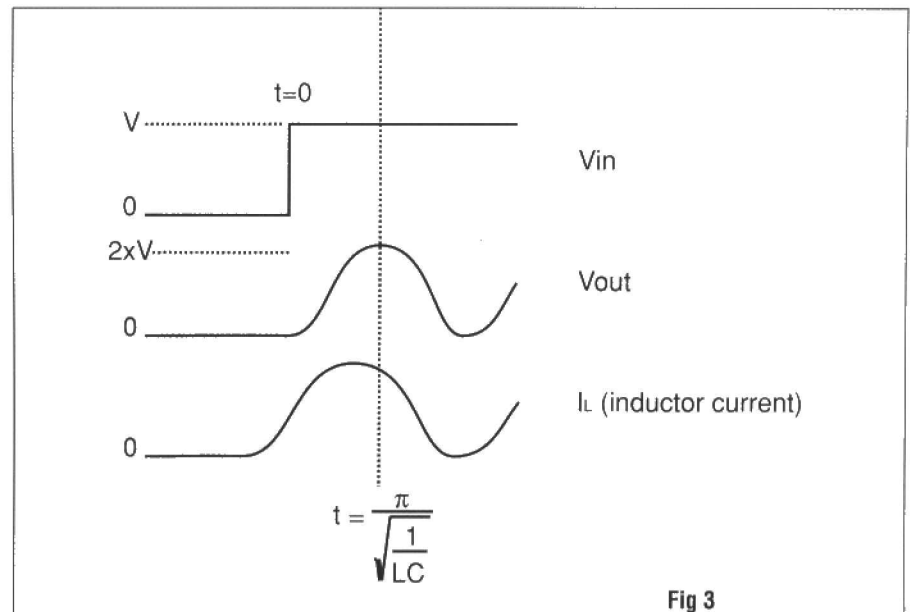 t=0
V
Vin
0
2xV
Vout
0
IL (inductor current)
0
t = π / √(1/LC)
Fig 3